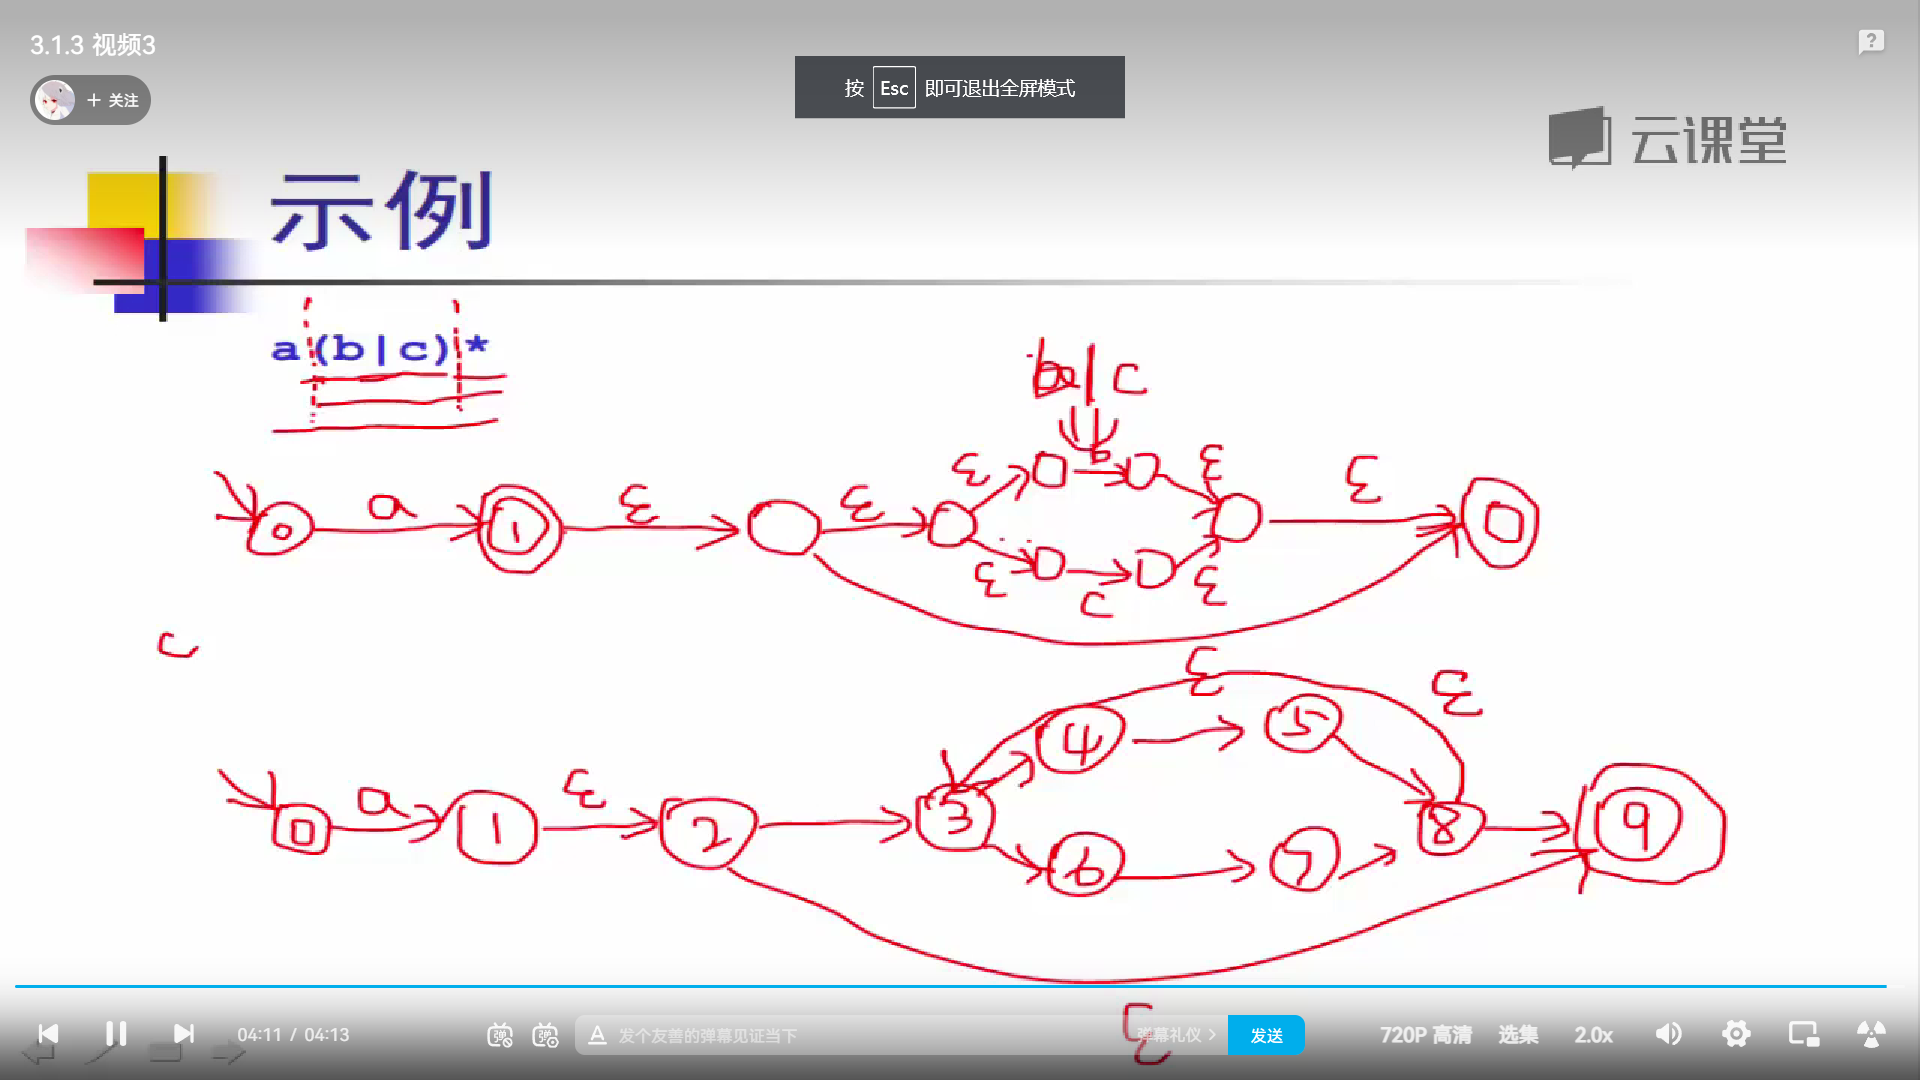 3.1.3 视频3
+ 关注
按 Esc 即可退出全屏模式
云课堂
示例
a(b|c)*
b|c
ε b ε ε
a ε ε
0 1
ε c ε
c
ε ε
4 5
a ε
0 1 2 3 8 9
6 7
ε
04:11 / 04:13
弹 弹 A 发个友善的弹幕见证当下 弹幕礼仪 > 发送 720P 高清 选集 2.0x